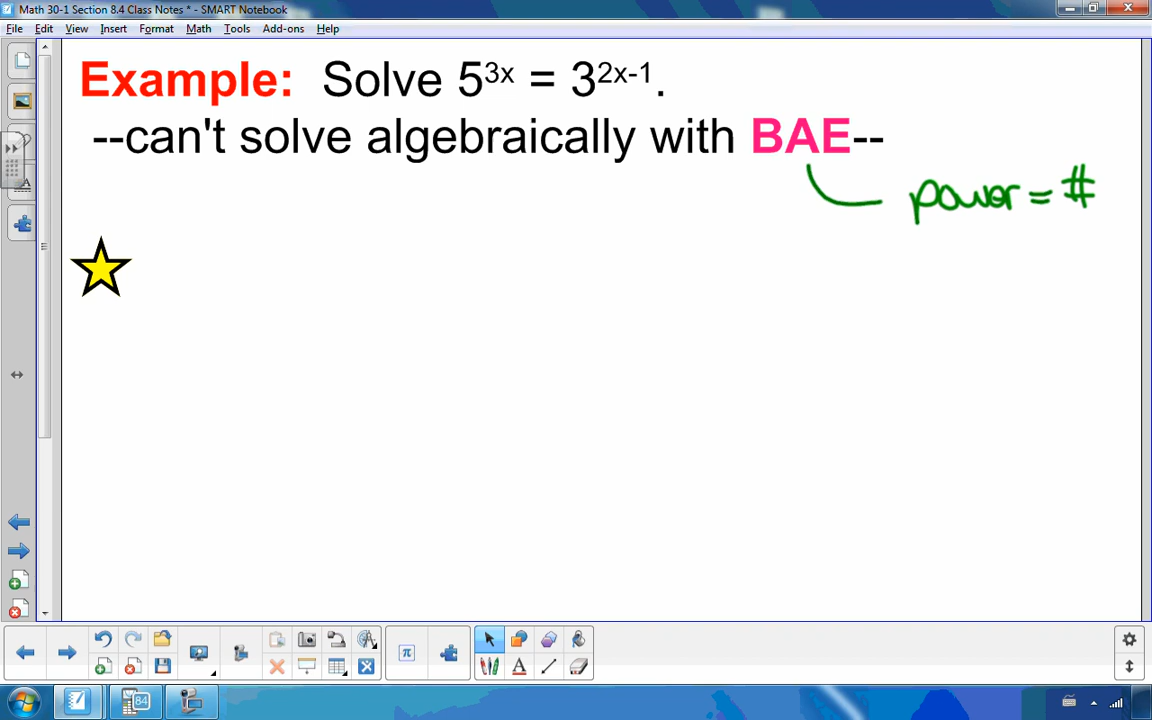 Math 30-1 Section 8.4 Class Notes * - SMART Notebook
File Edit View Insert Format Math Tools Add-ons Help
Example: Solve 5^{3x} = 3^{2x-1}.
--can't solve algebraically with BAE--
power = #
A
π
A
84